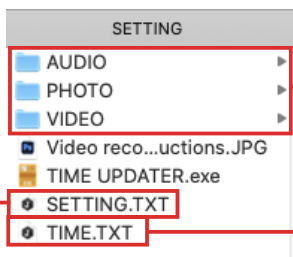 SETTING
AUDIO
PHOTO
VIDEO
Video reco...uctions.JPG
TIME UPDATER.exe
SETTING.TXT
TIME.TXT